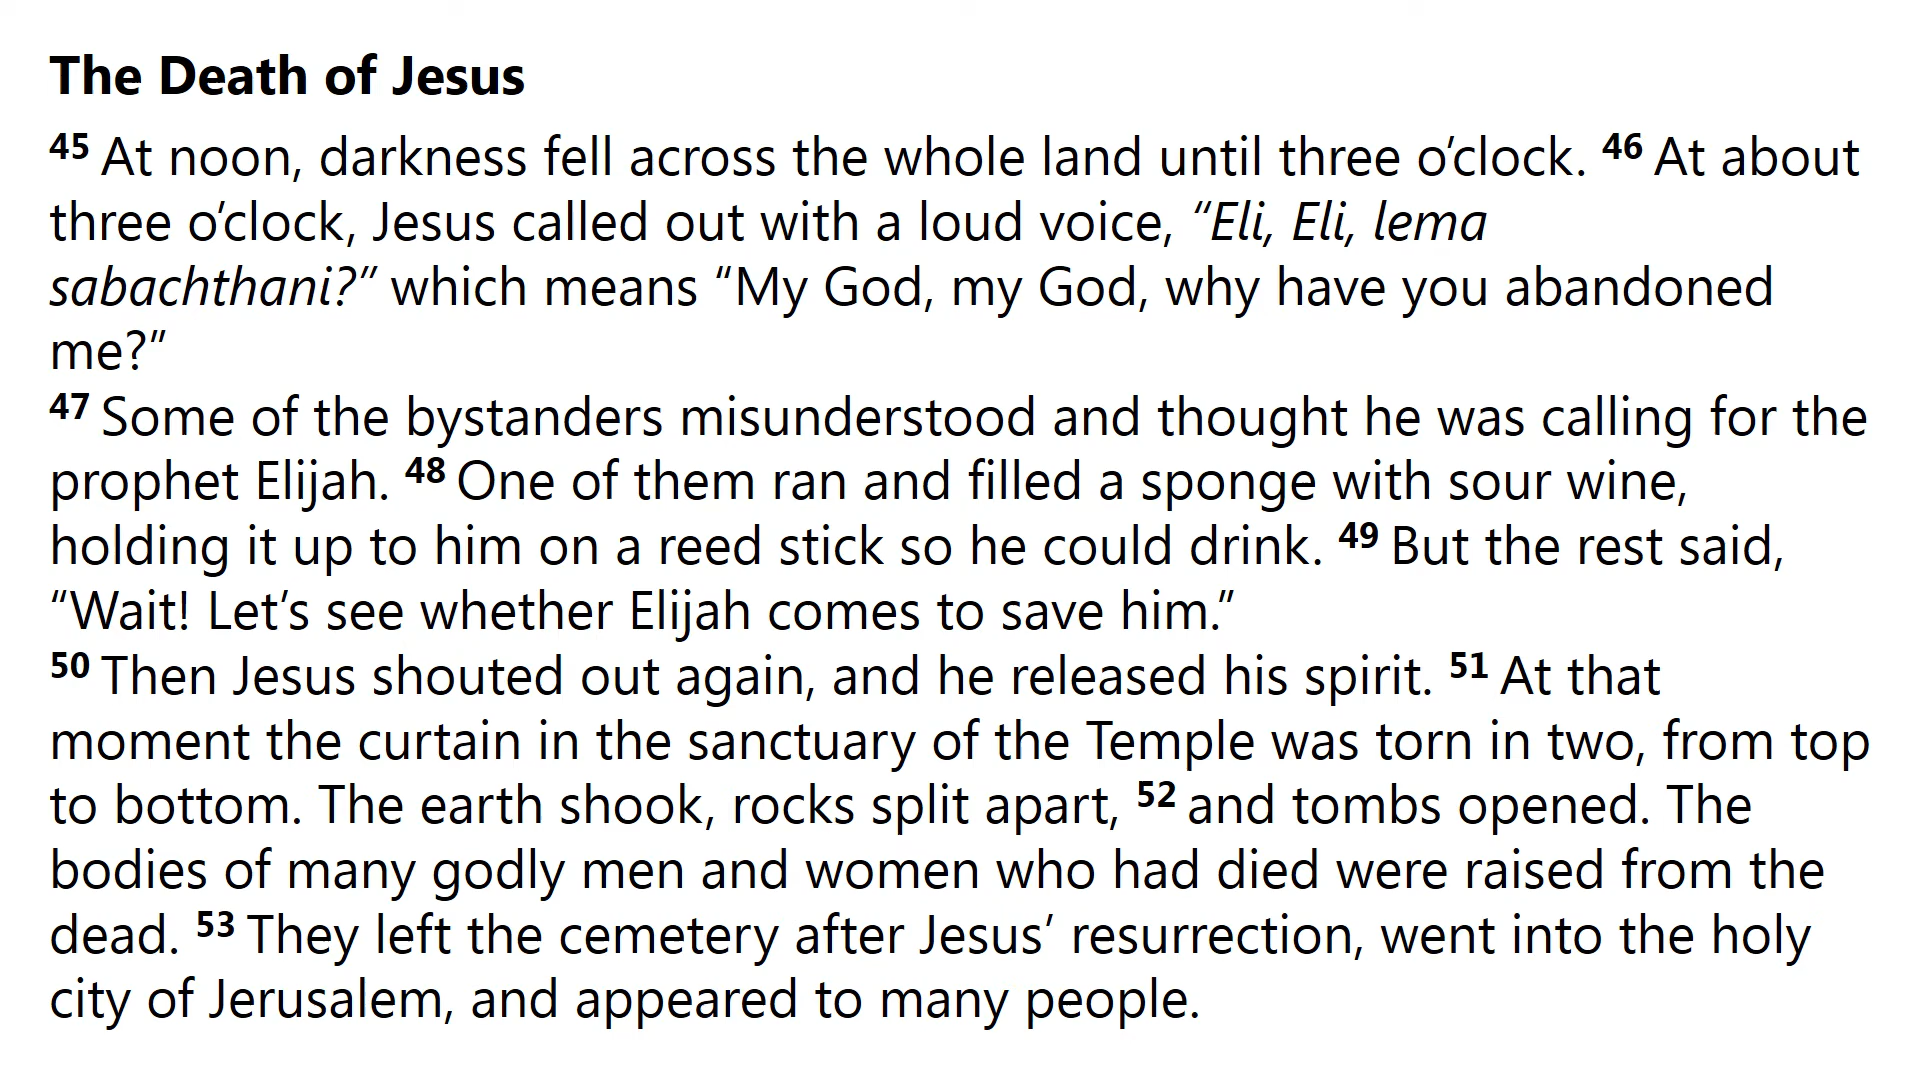 The Death of Jesus
45 At noon, darkness fell across the whole land until three o’clock. 46 At about
three o’clock, Jesus called out with a loud voice, “Eli, Eli, lema
sabachthani?” which means “My God, my God, why have you abandoned
me?”
47 Some of the bystanders misunderstood and thought he was calling for the
prophet Elijah. 48 One of them ran and filled a sponge with sour wine,
holding it up to him on a reed stick so he could drink. 49 But the rest said,
“Wait! Let’s see whether Elijah comes to save him.”
50 Then Jesus shouted out again, and he released his spirit. 51 At that
moment the curtain in the sanctuary of the Temple was torn in two, from top
to bottom. The earth shook, rocks split apart, 52 and tombs opened. The
bodies of many godly men and women who had died were raised from the
dead. 53 They left the cemetery after Jesus’ resurrection, went into the holy
city of Jerusalem, and appeared to many people.